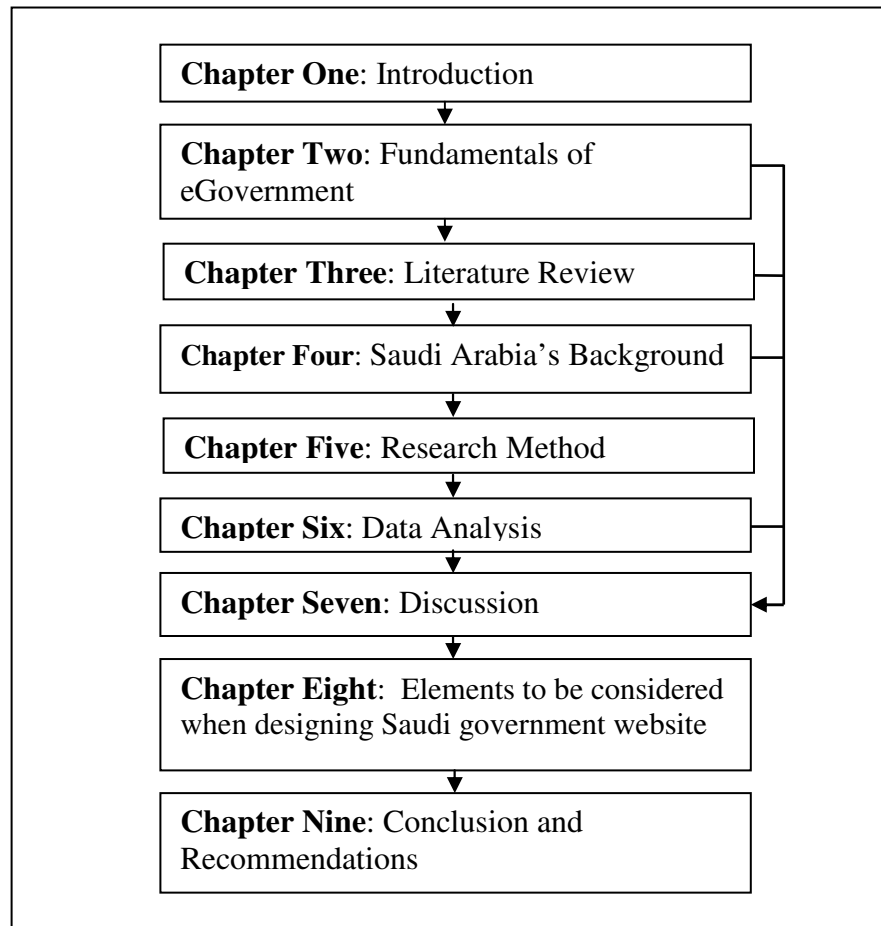 Chapter One: Introduction
Chapter Two: Fundamentals of
eGovernment
Chapter Three: Literature Review
Chapter Four: Saudi Arabia’s Background
Chapter Five: Research Method
Chapter Six: Data Analysis
Chapter Seven: Discussion
Chapter Eight:  Elements to be considered
when designing Saudi government website
Chapter Nine: Conclusion and
Recommendations